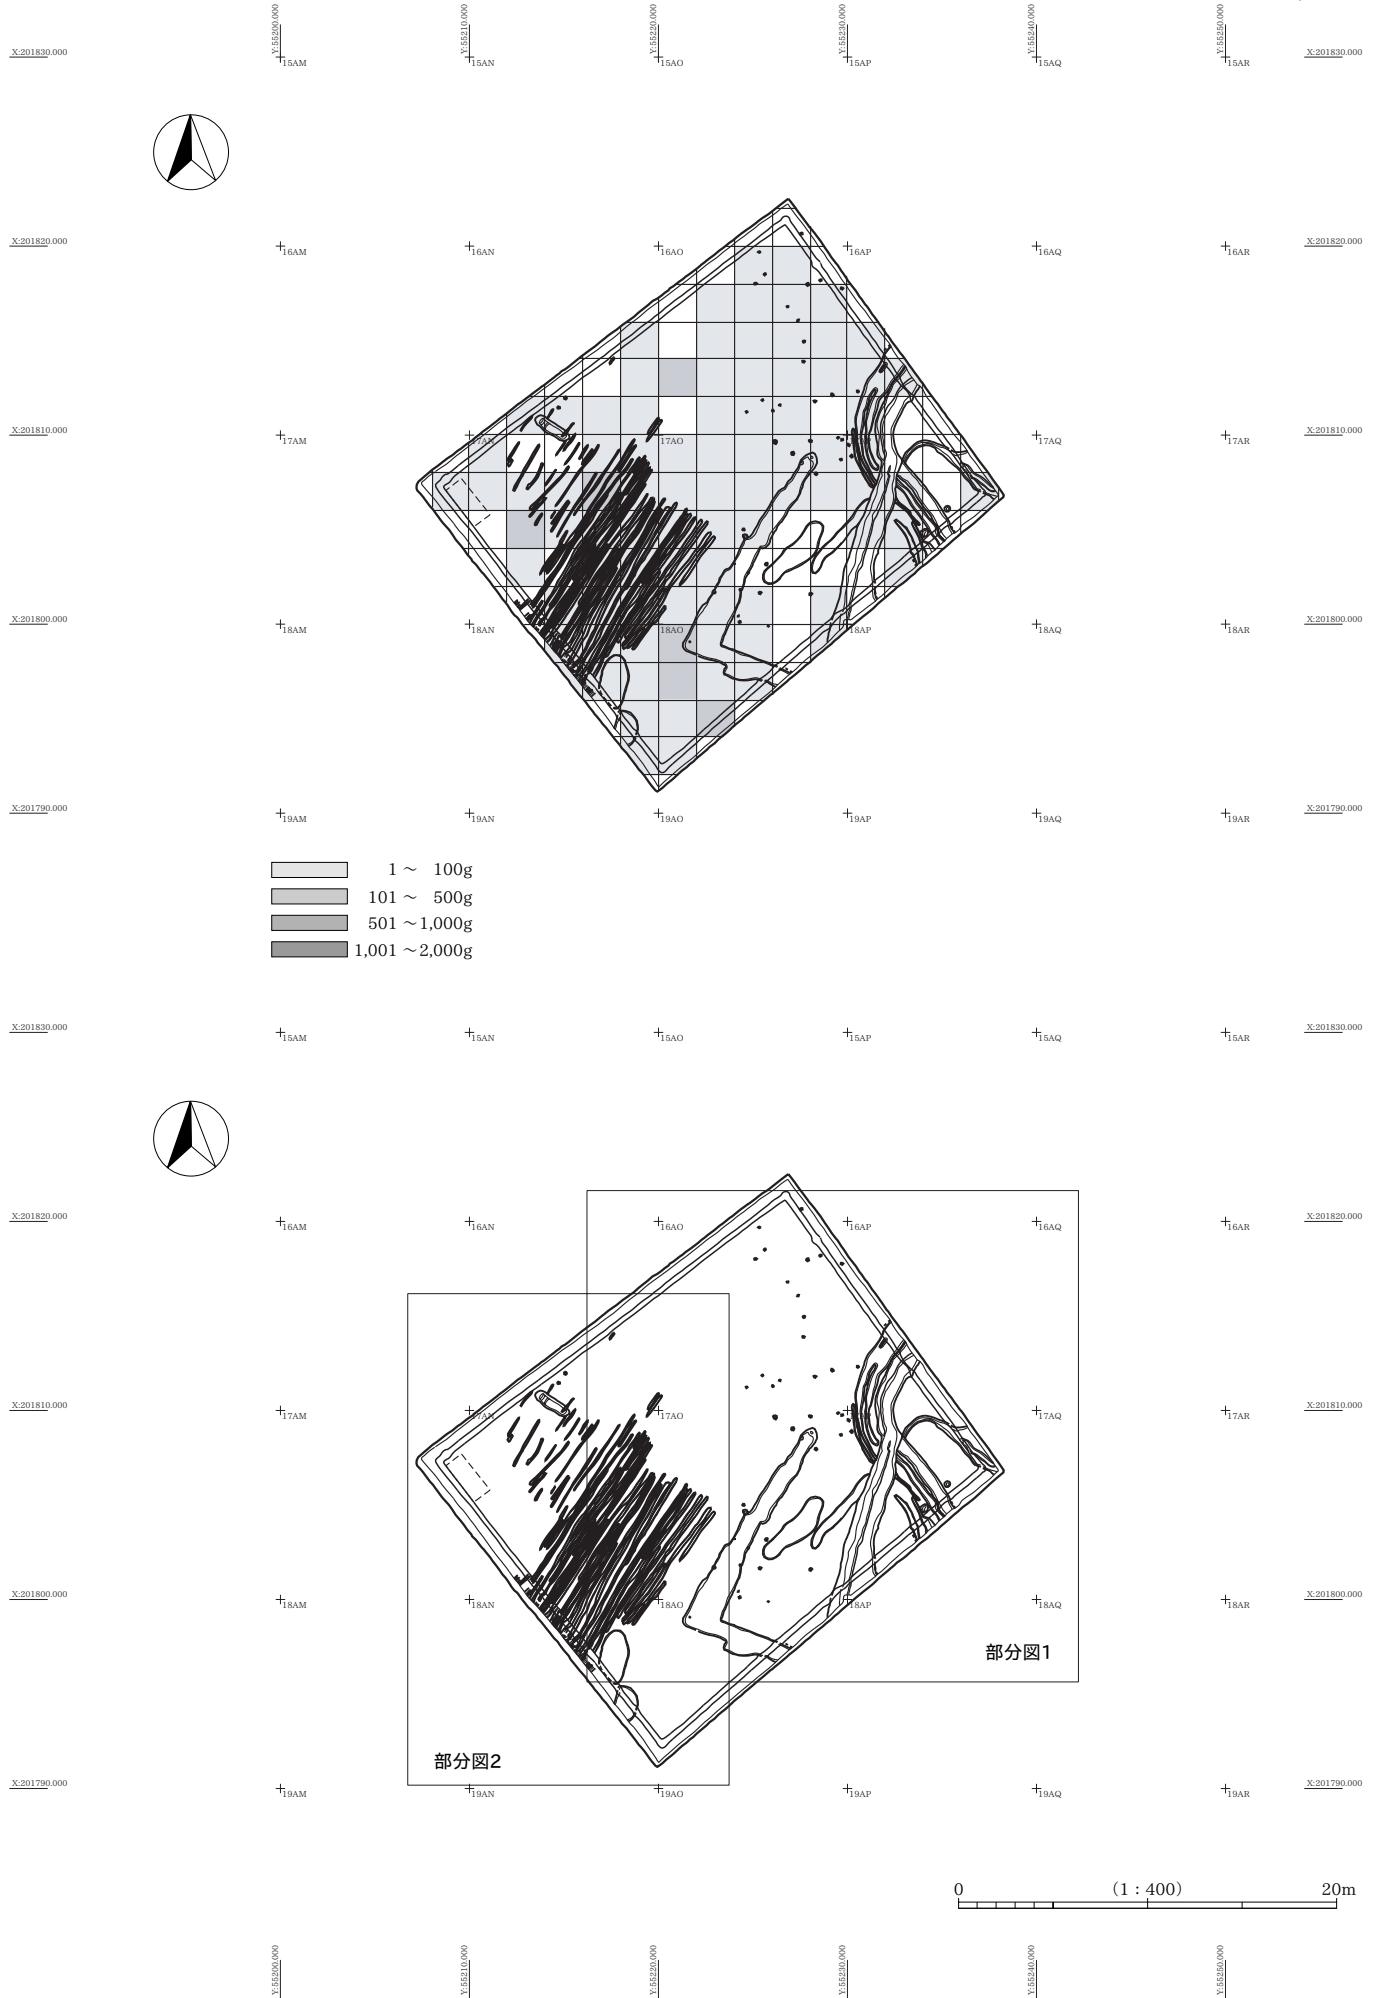 Y:55200.000 Y:55210.000 Y:55220.000 Y:55230.000 Y:55240.000 Y:55250.000
X:201830.000 X:201830.000
15AM 15AN 15AO 15AP 15AQ 15AR
X:201820.000 X:201820.000
16AM 16AN 16AO 16AP 16AQ 16AR
X:201810.000 X:201810.000
17AM 17AN 17AO 17AQ 17AR
X:201800.000 X:201800.000
18AM 18AN 18AO 18AP 18AQ 18AR
X:201790.000 X:201790.000
19AM 19AN 19AO 19AP 19AQ 19AR
1 ～ 100g
101 ～ 500g
501 ～1,000g
1,001 ～2,000g
X:201830.000 X:201830.000
15AM 15AN 15AO 15AP 15AQ 15AR
X:201820.000 X:201820.000
16AM 16AN 16AO 16AP 16AQ 16AR
X:201810.000 X:201810.000
17AM 17AN 17AO 17AQ 17AR
X:201800.000 X:201800.000
18AM 18AN 18AO 18AP 18AQ 18AR
部分図1
部分図2
X:201790.000 X:201790.000
19AM 19AN 19AO 19AP 19AQ 19AR
0 （1：400） 20m
Y:55200.000 Y:55210.000 Y:55220.000 Y:55230.000 Y:55240.000 Y:55250.000